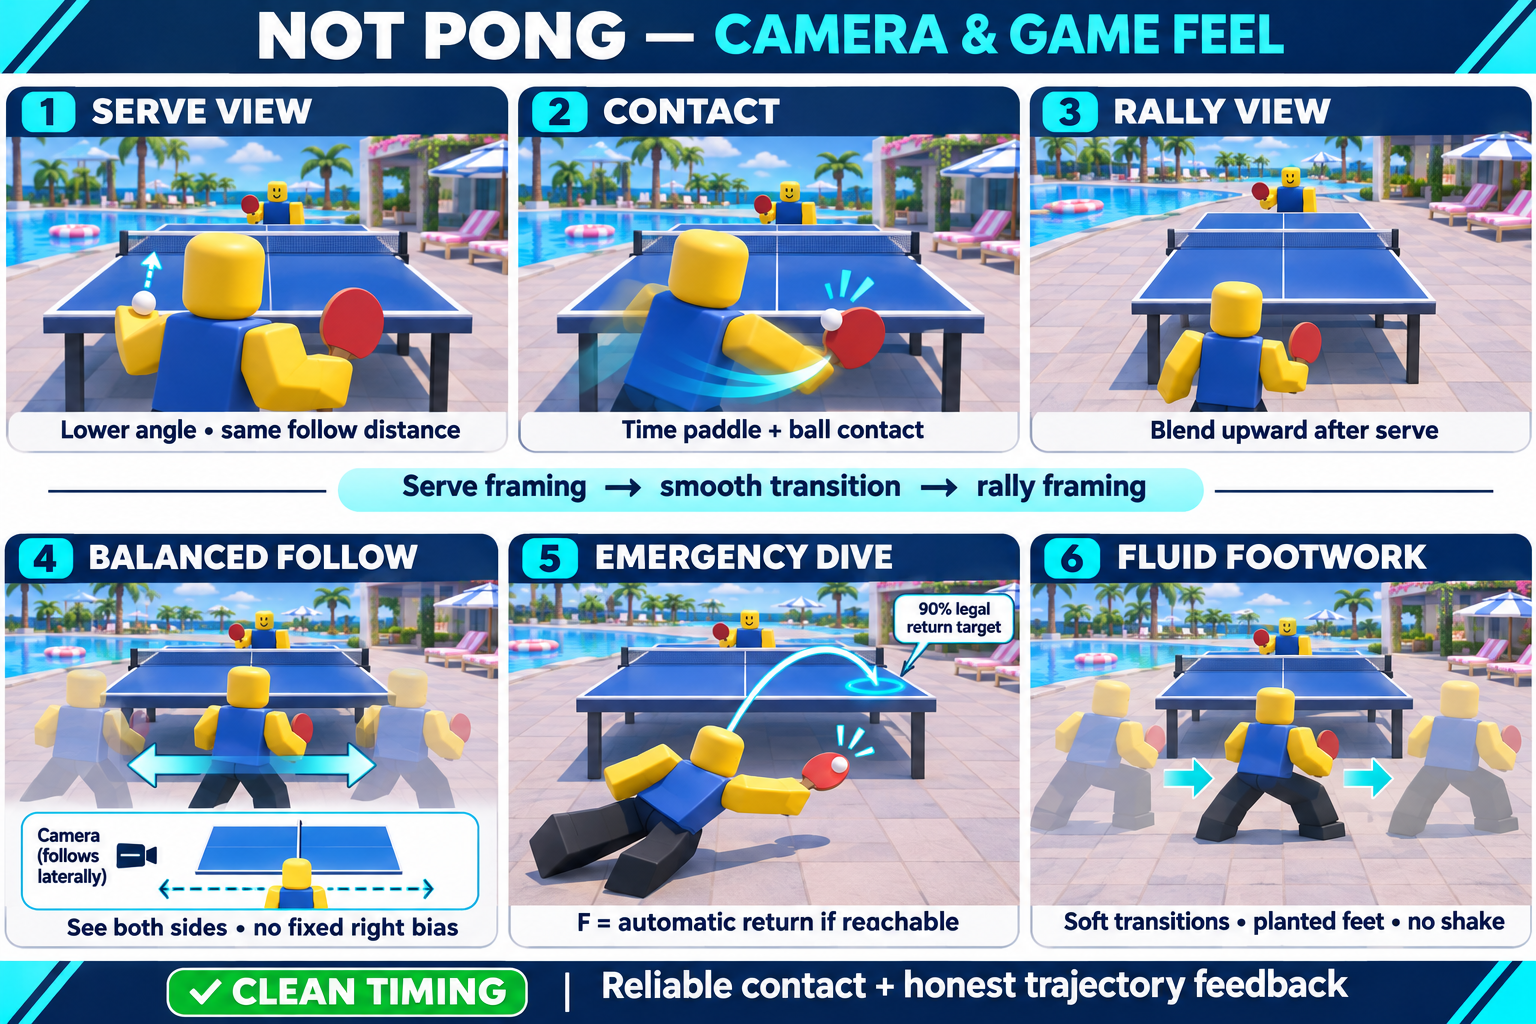 NOT PONG — CAMERA & GAME FEEL
1 SERVE VIEW
Lower angle • same follow distance
2 CONTACT
Time paddle + ball contact
3 RALLY VIEW
Blend upward after serve
Serve framing → smooth transition → rally framing
4 BALANCED FOLLOW
Camera
(follows
laterally)
See both sides • no fixed right bias
5 EMERGENCY DIVE
90% legal
return target
F = automatic return if reachable
6 FLUID FOOTWORK
Soft transitions • planted feet • no shake
✓ CLEAN TIMING | Reliable contact + honest trajectory feedback